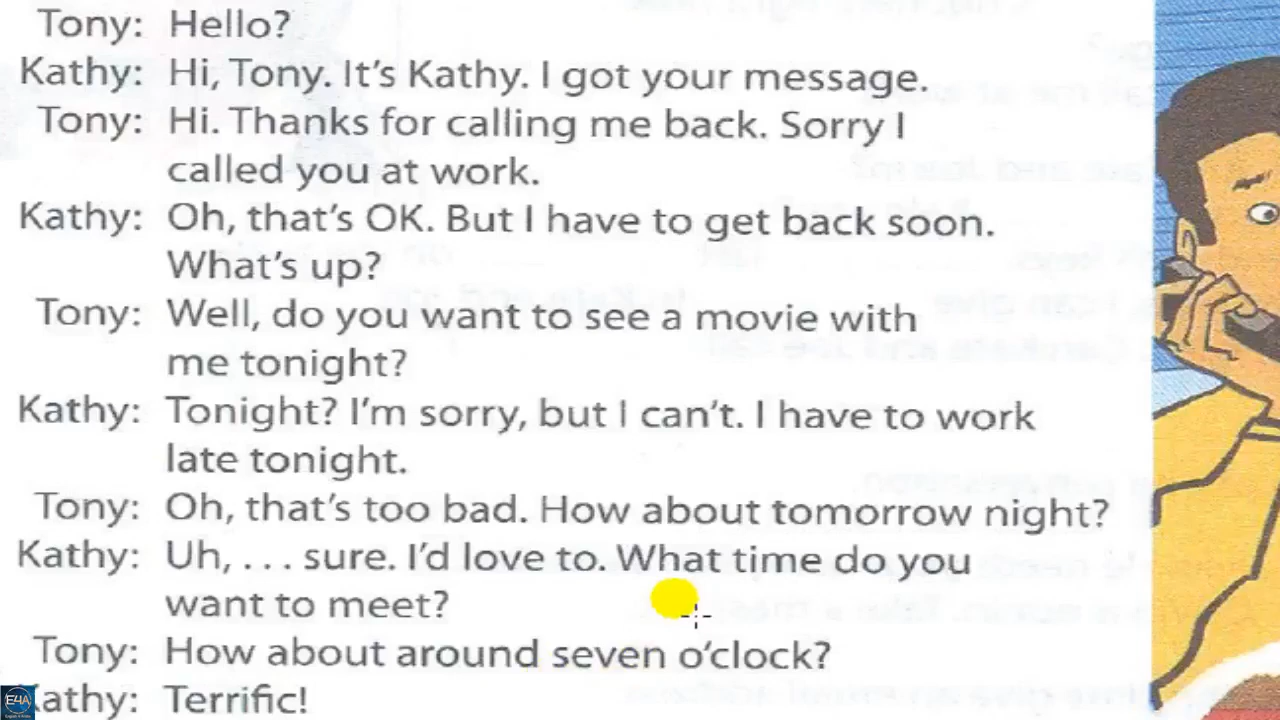 Tony: Hello?
Kathy: Hi, Tony. It's Kathy. I got your message.
Tony: Hi. Thanks for calling me back. Sorry I
called you at work.
Kathy: Oh, that's OK. But I have to get back soon.
What's up?
Tony: Well, do you want to see a movie with
me tonight?
Kathy: Tonight? I'm sorry, but I can't. I have to work
late tonight.
Tony: Oh, that's too bad. How about tomorrow night?
Kathy: Uh, . . . sure. I'd love to. What time do you
want to meet?
Tony: How about around seven o'clock?
Kathy: Terrific!
E4A